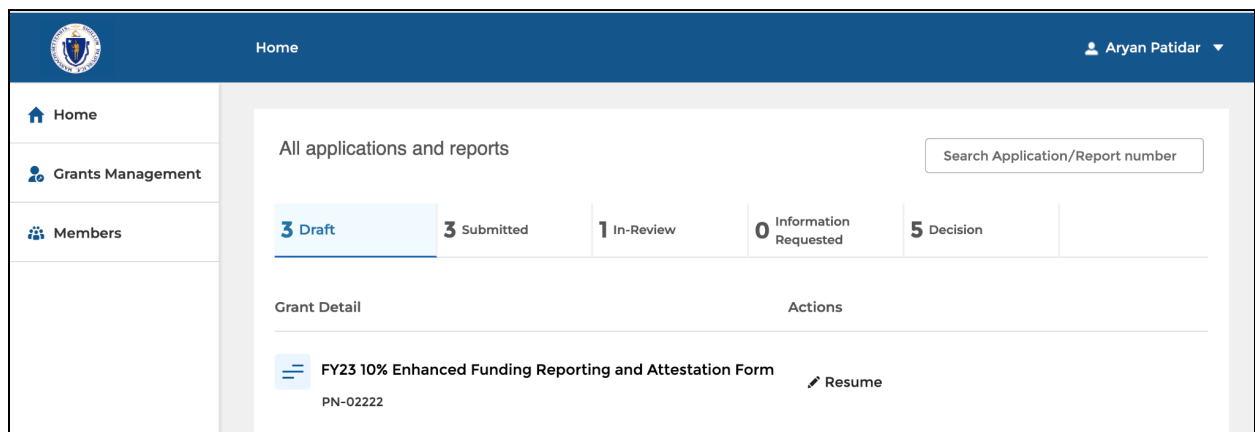 Home
Aryan Patidar
Home
Grants Management
Members
All applications and reports
Search Application/Report number
3 Draft
3 Submitted
1 In-Review
0 Information
Requested
5 Decision
Grant Detail
Actions
FY23 10% Enhanced Funding Reporting and Attestation Form
PN-02222
Resume